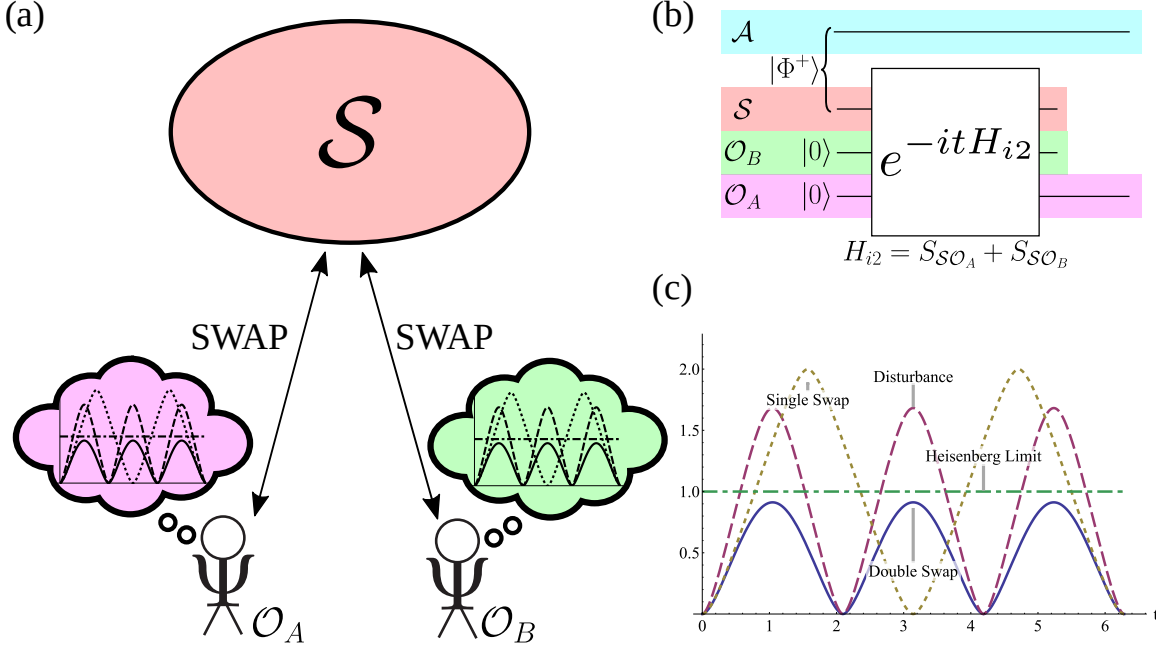 (a)
𝒮
SWAP
SWAP
𝒪_A
𝒪_B
(b)
𝒜
|Φ⁺⟩
𝒮
𝒪_B |0⟩
𝒪_A |0⟩
e^{-itH_{i2}}
H_{i2} = S_{𝒮𝒪_A} + S_{𝒮𝒪_B}
(c)
2.0
1.5
1.0
0.5
Disturbance
Single Swap
Heisenberg Limit
Double Swap
0 1 2 3 4 5 6 t